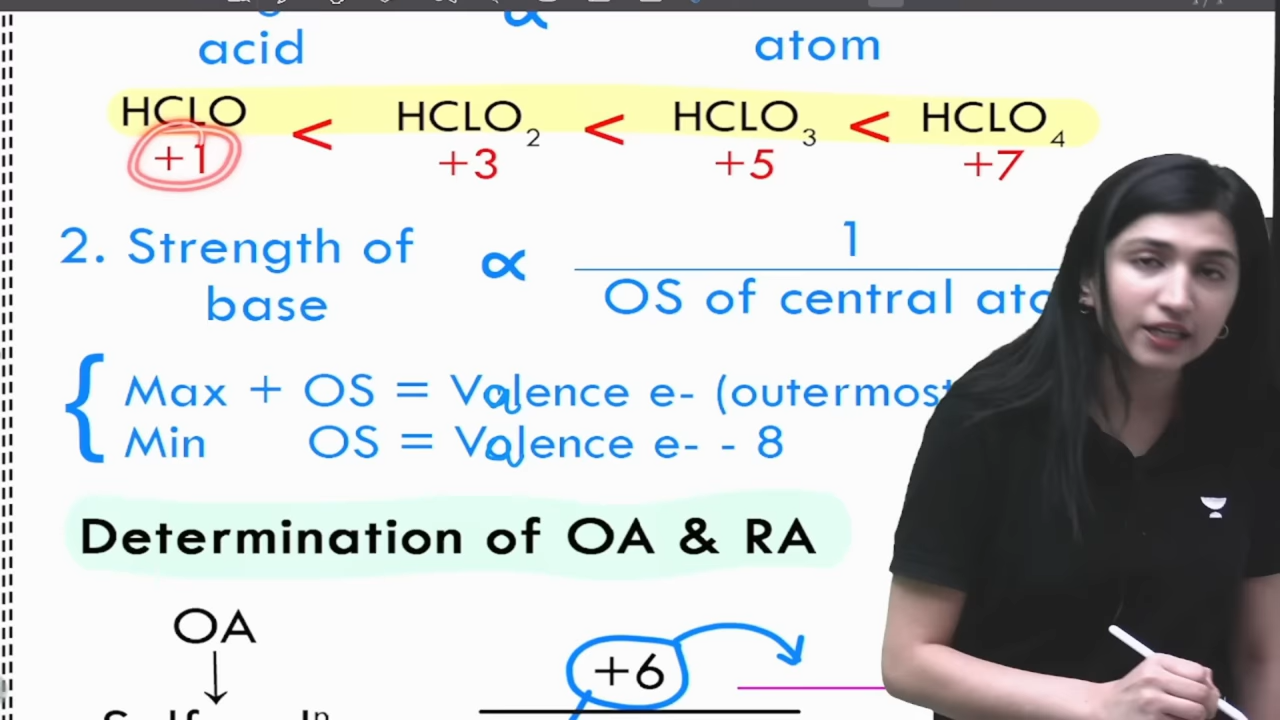 acid ∝ atom
HCLO < HCLO₂ < HCLO₃ < HCLO₄
+1 +3 +5 +7
2. Strength of base ∝ 1
OS of central
{ Max + OS = Valence e- (outermost
Min OS = Valence e- - 8
Determination of OA & RA
OA
+6